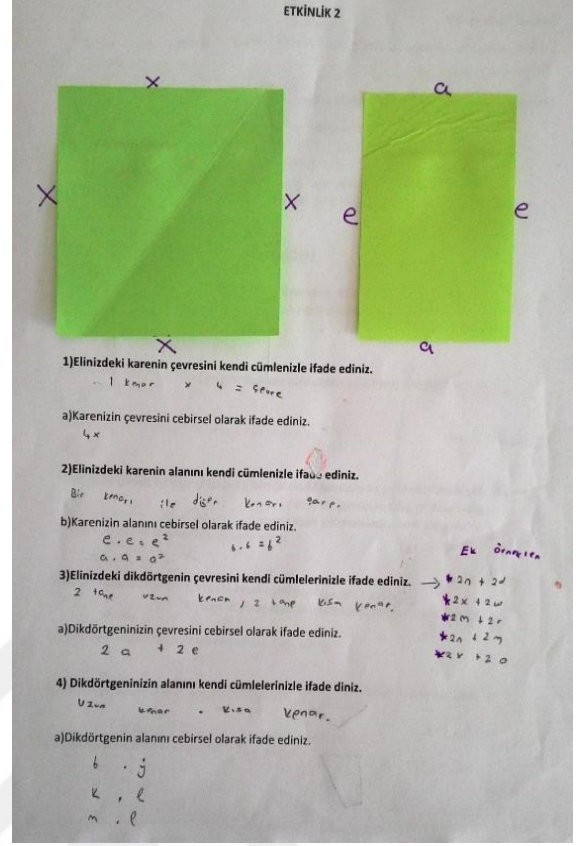 ETKİNLİK 2
x a
x x e e
x a
1)Elinizdeki karenin çevresini kendi cümlenizle ifade ediniz.
1 kenar x 4 = çevre
a)Karenizin çevresini cebirsel olarak ifade ediniz.
4x
2)Elinizdeki karenin alanını kendi cümlenizle ifade ediniz.
Bir kenarı ile diğer kenarı çarp.
b)Karenizin alanını cebirsel olarak ifade ediniz.
e . e = e² b.b = b²
a . a = a²
Ek Örnekler
3)Elinizdeki dikdörtgenin çevresini kendi cümlelerinizle ifade ediniz. → * 2n + 2d
2 tane uzun kenar, 2 tane kısa kenar. * 2x + 2w
* 2m + 2r
a)Dikdörtgeninizin çevresini cebirsel olarak ifade ediniz. * 2n + 2m
2 a + 2 e * 2v + 2 o
4) Dikdörtgeninizin alanını kendi cümlelerinizle ifade diniz.
Uzun kenar . kısa kenar.
a)Dikdörtgenin alanını cebirsel olarak ifade ediniz.
b . j
k . l
m . l